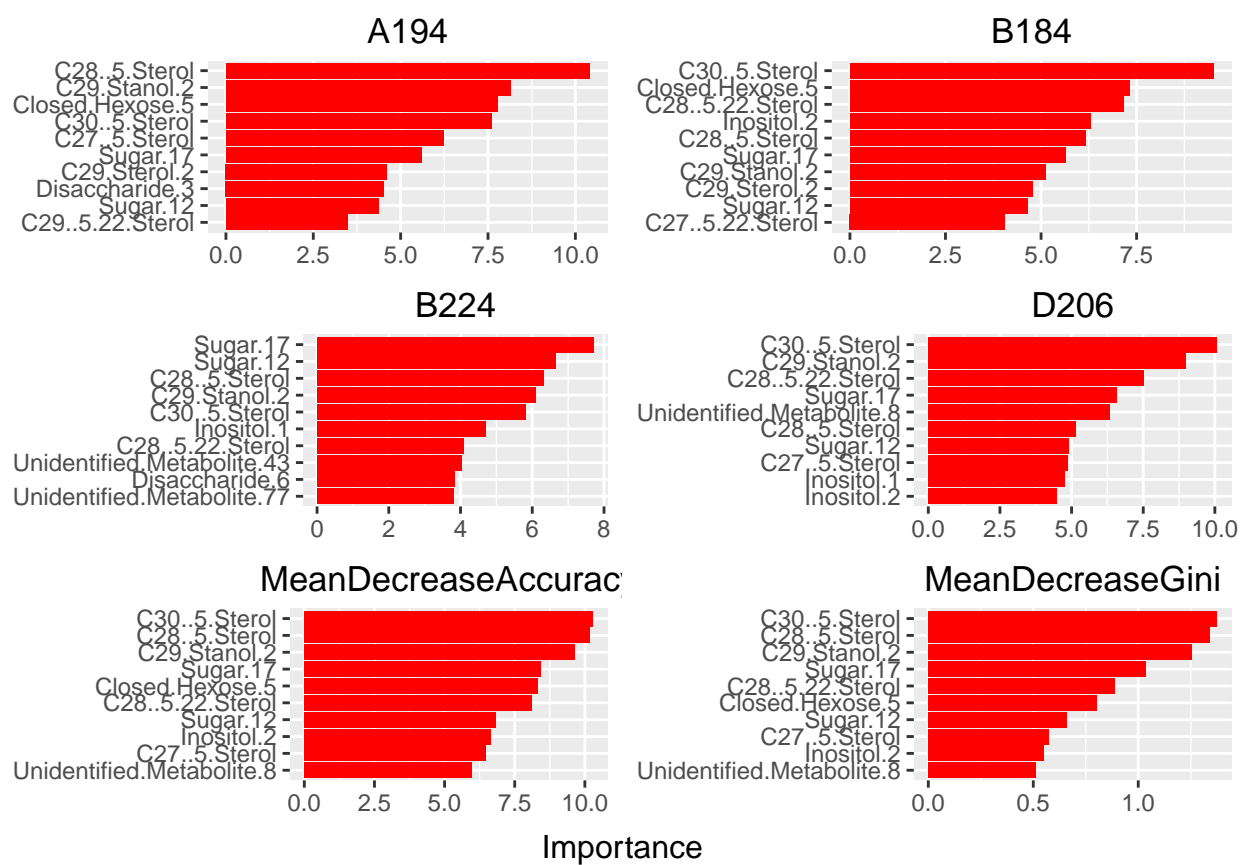 A194
C28..5.Sterol
C29.Stanol.2
Closed.Hexose.5
C30..5.Sterol
C27..5.Sterol
Sugar.17
C29.Sterol.2
Disaccharide.3
Sugar.12
C29..5.22.Sterol
0.0 2.5 5.0 7.5 10.0
B184
C30..5.Sterol
Closed.Hexose.5
C28..5.22.Sterol
Inositol.2
C28..5.Sterol
Sugar.17
C29.Stanol.2
C29.Sterol.2
Sugar.12
C27..5.22.Sterol
0.0 2.5 5.0 7.5
B224
Sugar.17
Sugar.12
C28..5.Sterol
C29.Stanol.2
C30..5.Sterol
Inositol.1
C28..5.22.Sterol
Unidentified.Metabolite.43
Disaccharide.6
Unidentified.Metabolite.77
0 2 4 6 8
D206
C30..5.Sterol
C29.Stanol.2
C28..5.22.Sterol
Sugar.17
Unidentified.Metabolite.8
C28..5.Sterol
Sugar.12
C27..5.Sterol
Inositol.1
Inositol.2
0.0 2.5 5.0 7.5 10.0
MeanDecreaseAccuracy
C30..5.Sterol
C28..5.Sterol
C29.Stanol.2
Sugar.17
Closed.Hexose.5
C28..5.22.Sterol
Sugar.12
Inositol.2
C27..5.Sterol
Unidentified.Metabolite.8
0.0 2.5 5.0 7.5 10.0
MeanDecreaseGini
C30..5.Sterol
C28..5.Sterol
C29.Stanol.2
Sugar.17
C28..5.22.Sterol
Closed.Hexose.5
Sugar.12
C27..5.Sterol
Inositol.2
Unidentified.Metabolite.8
0.0 0.5 1.0
Importance